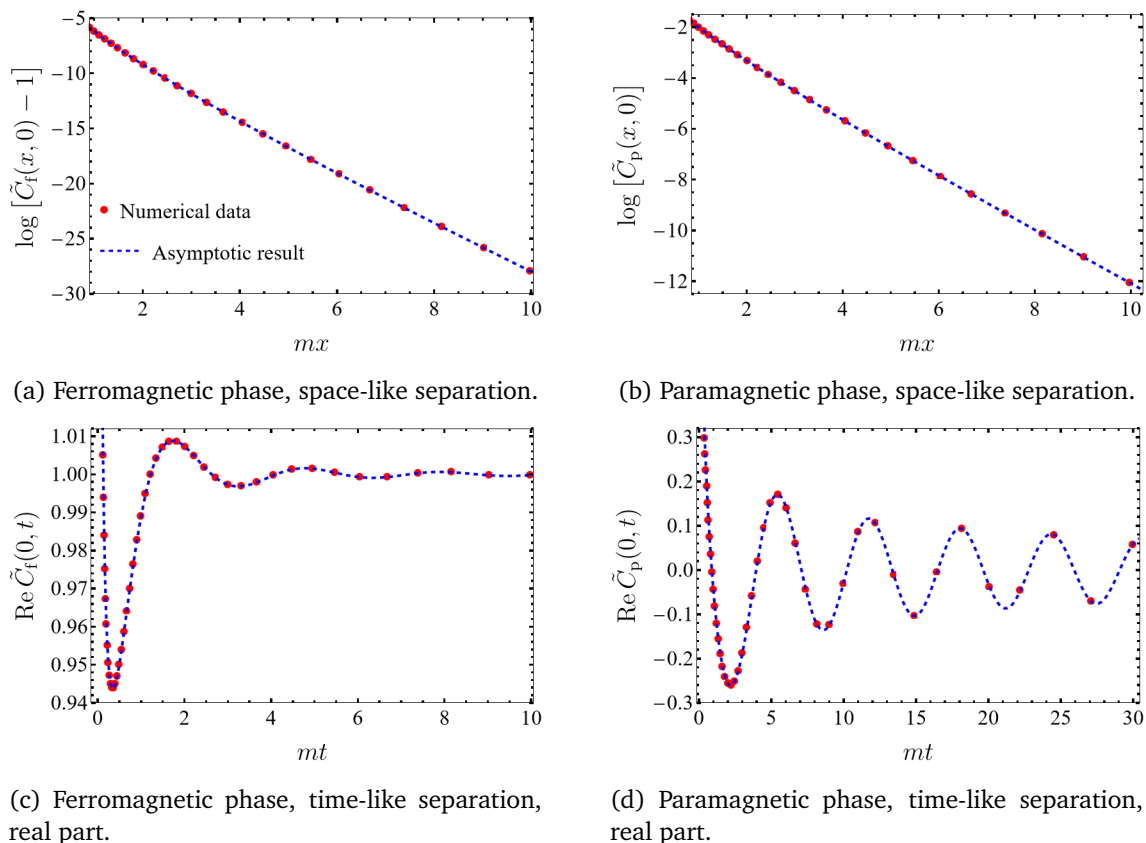 −5
−10
−15
−20
−25
−30
2 4 6 8 10
log [C̃f(x, 0) − 1]
Numerical data
Asymptotic result
mx
(a) Ferromagnetic phase, space-like separation.
−2
−4
−6
−8
−10
−12
2 4 6 8 10
log [C̃p(x, 0)]
mx
(b) Paramagnetic phase, space-like separation.
1.01
1.00
0.99
0.98
0.97
0.96
0.95
0.94
0 2 4 6 8 10
Re C̃f(0, t)
mt
(c) Ferromagnetic phase, time-like separation,
real part.
0.3
0.2
0.1
0.0
−0.1
−0.2
−0.3
0 5 10 15 20 25 30
Re C̃p(0, t)
mt
(d) Paramagnetic phase, time-like separation,
real part.